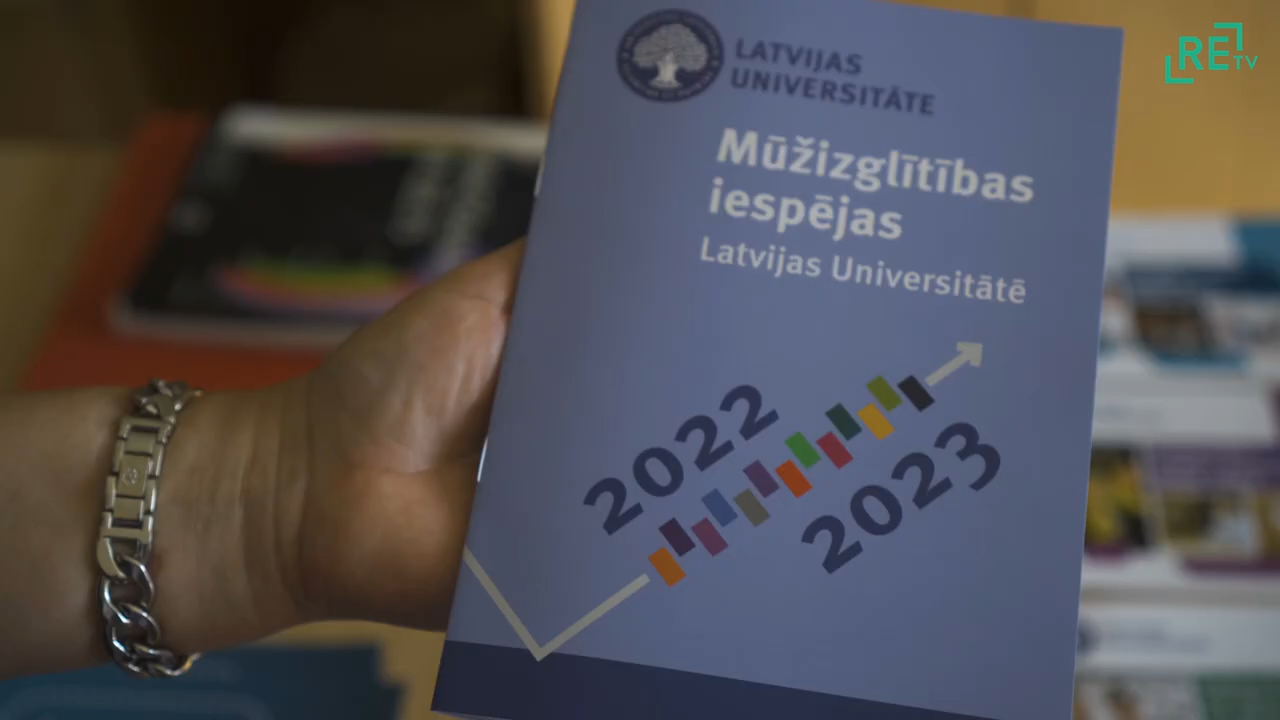 LATVIJAS
UNIVERSITĀTE
Mūžizglītības
iespējas
Latvijas Universitātē
2022
2023
RE TV